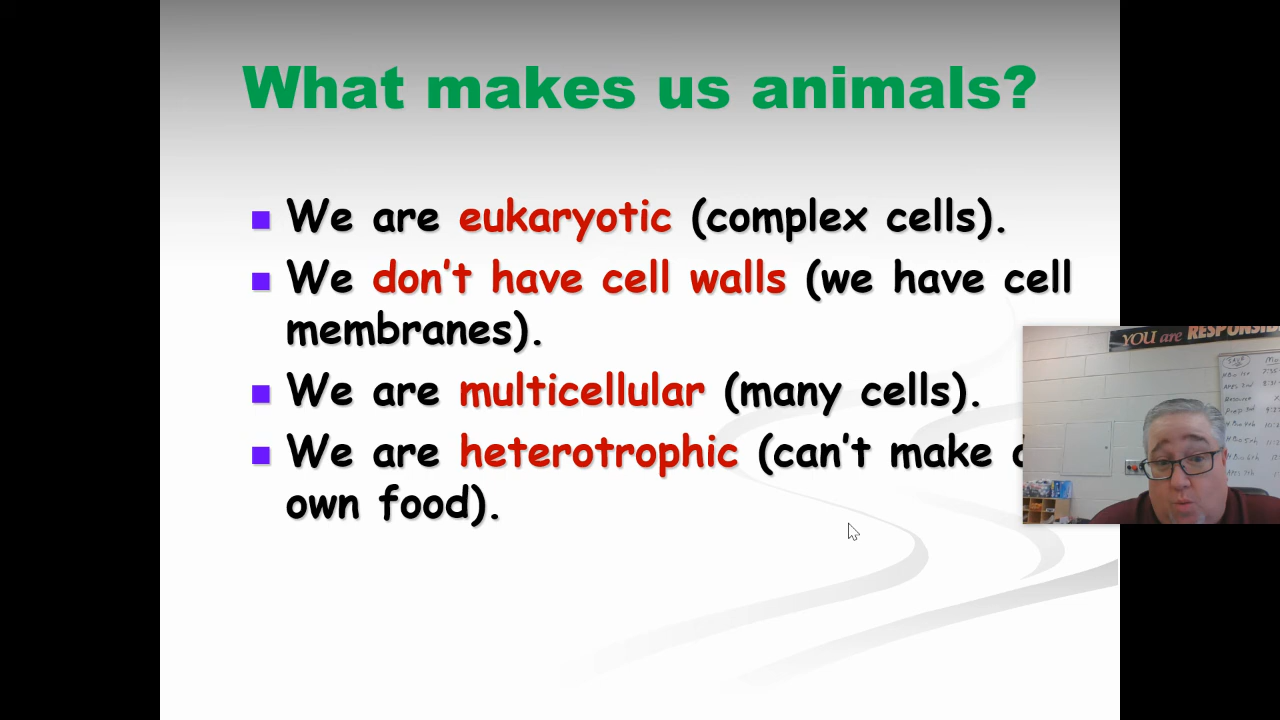 What makes us animals?
We are eukaryotic (complex cells).
We don't have cell walls (we have cell
membranes).
We are multicellular (many cells).
We are heterotrophic (can't make
own food).
YOU are RESPONSIB